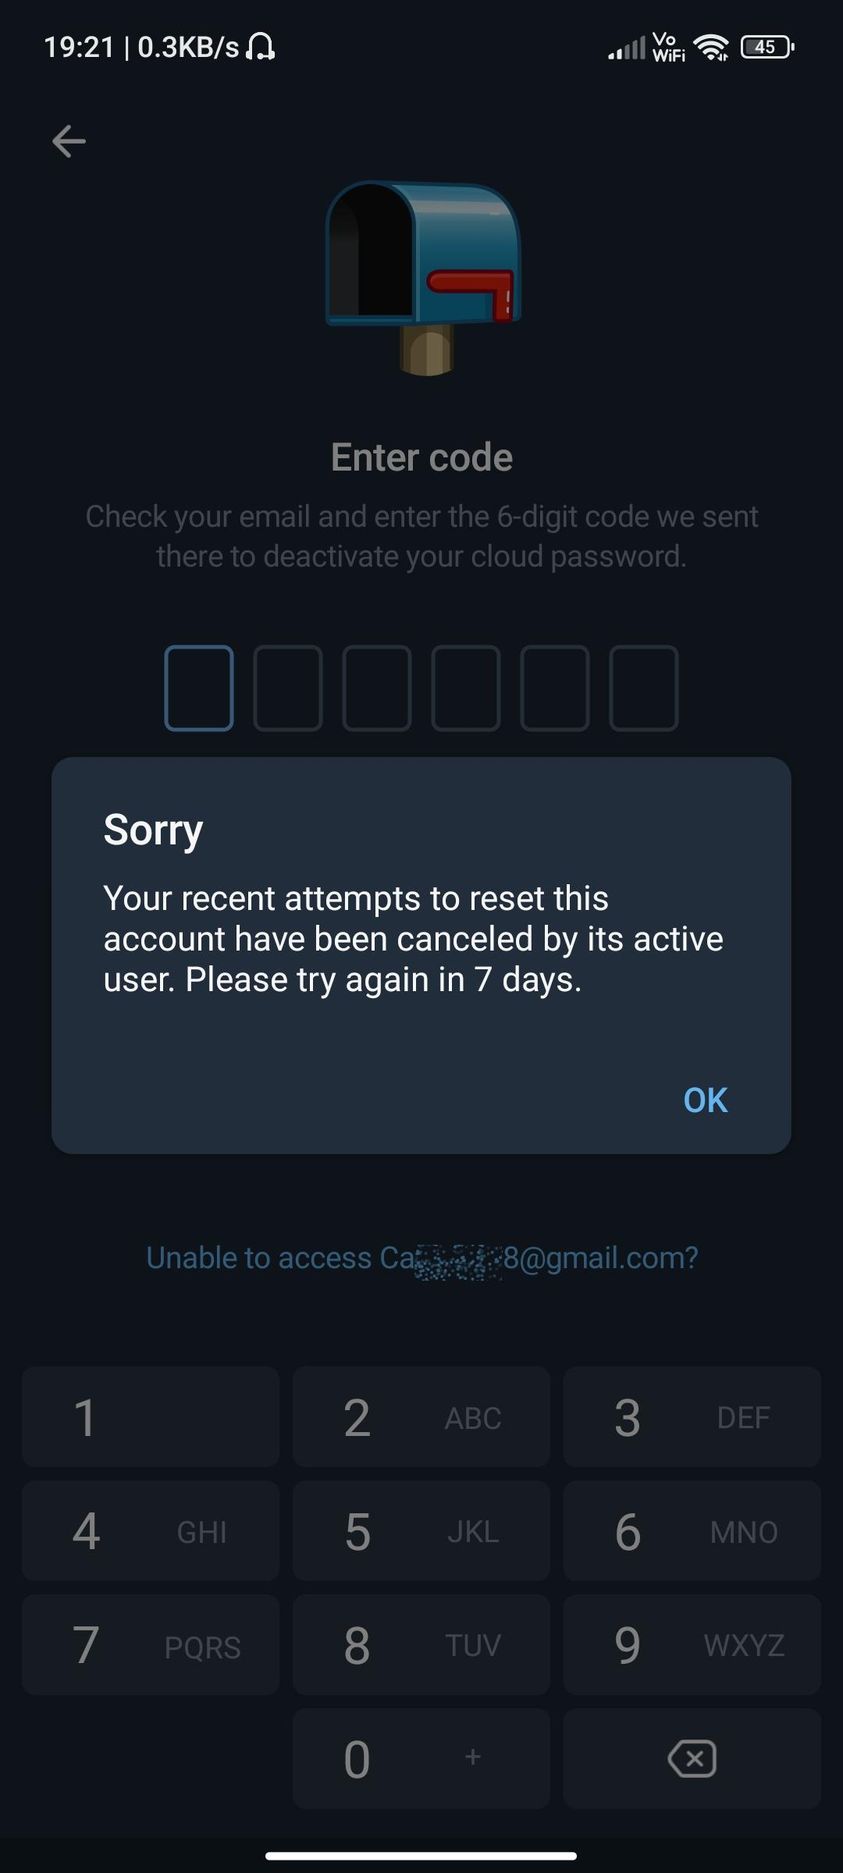 19:21 | 0.3KB/s
Vo
WiFi
45
Enter code
Check your email and enter the 6-digit code we sent
there to deactivate your cloud password.
Sorry
Your recent attempts to reset this
account have been canceled by its active
user. Please try again in 7 days.
OK
Unable to access Ca 8@gmail.com?
1
2 ABC
3 DEF
4 GHI
5 JKL
6 MNO
7 PQRS
8 TUV
9 WXYZ
0 +